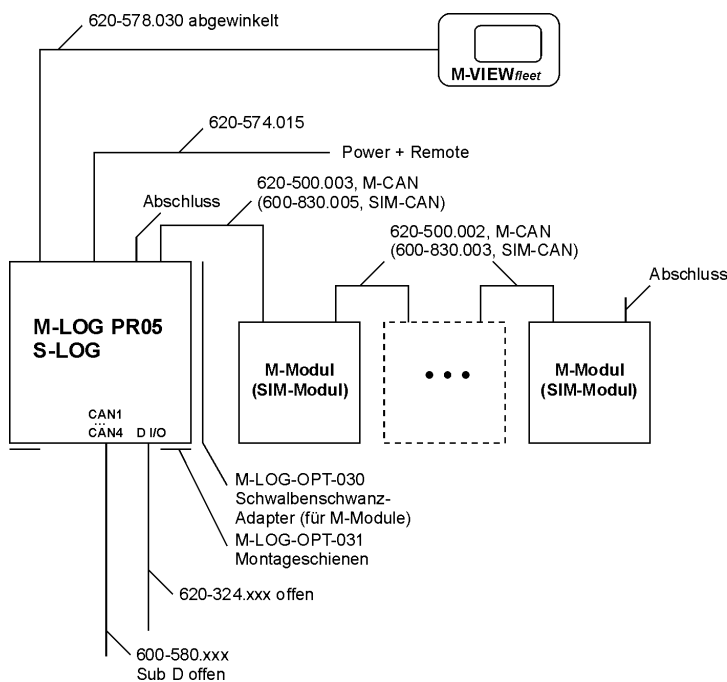 620-578.030 abgewinkelt
M-VIEWfleet
620-574.015
Power + Remote
620-500.003, M-CAN
(600-830.005, SIM-CAN)
Abschluss
620-500.002, M-CAN
(600-830.003, SIM-CAN)
Abschluss
M-LOG PR05
S-LOG
M-Modul
(SIM-Modul)
M-Modul
(SIM-Modul)
CAN1
...
CAN4 D I/O
M-LOG-OPT-030
Schwalbenschwanz-
Adapter (für M-Module)
M-LOG-OPT-031
Montageschienen
620-324.xxx offen
600-580.xxx
Sub D offen